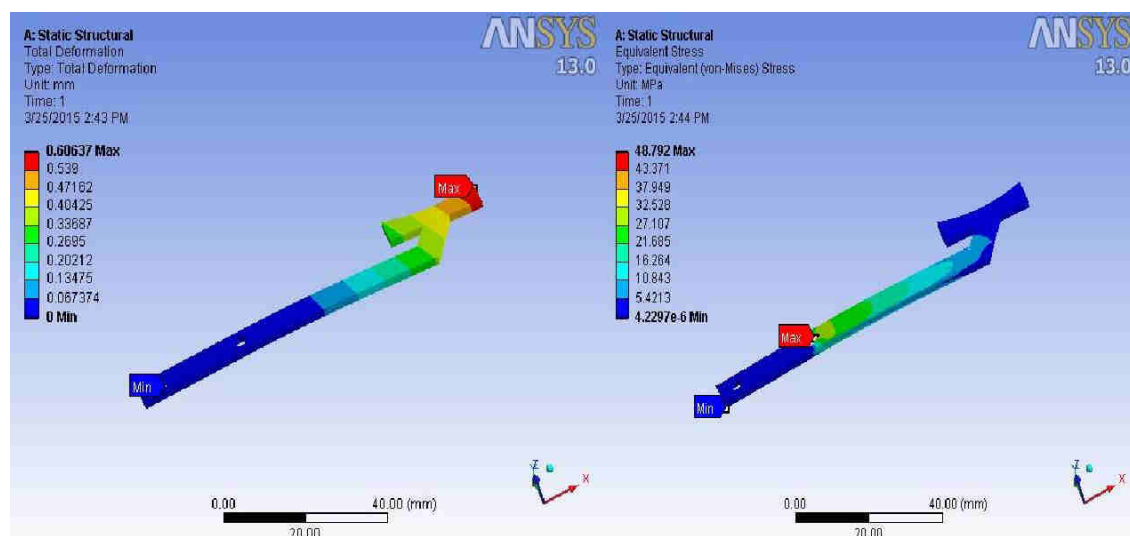 A: Static Structural
Total Deformation
Type: Total Deformation
Unit: mm
Time: 1
3/25/2015 2:43 PM
ANSYS
13.0
0.60637 Max
0.539
0.47162
0.40425
0.33687
0.2695
0.20212
0.13475
0.067374
0 Min
Max
Min
Z
X
0.00
40.00 (mm)
20.00
A: Static Structural
Equivalent Stress
Type: Equivalent (von-Mises) Stress
Unit: MPa
Time: 1
3/25/2015 2:44 PM
ANSYS
13.0
48.792 Max
43.371
37.949
32.528
27.107
21.685
16.264
10.843
5.4213
4.2297e-6 Min
Max
Min
Z
X
0.00
40.00 (mm)
20.00